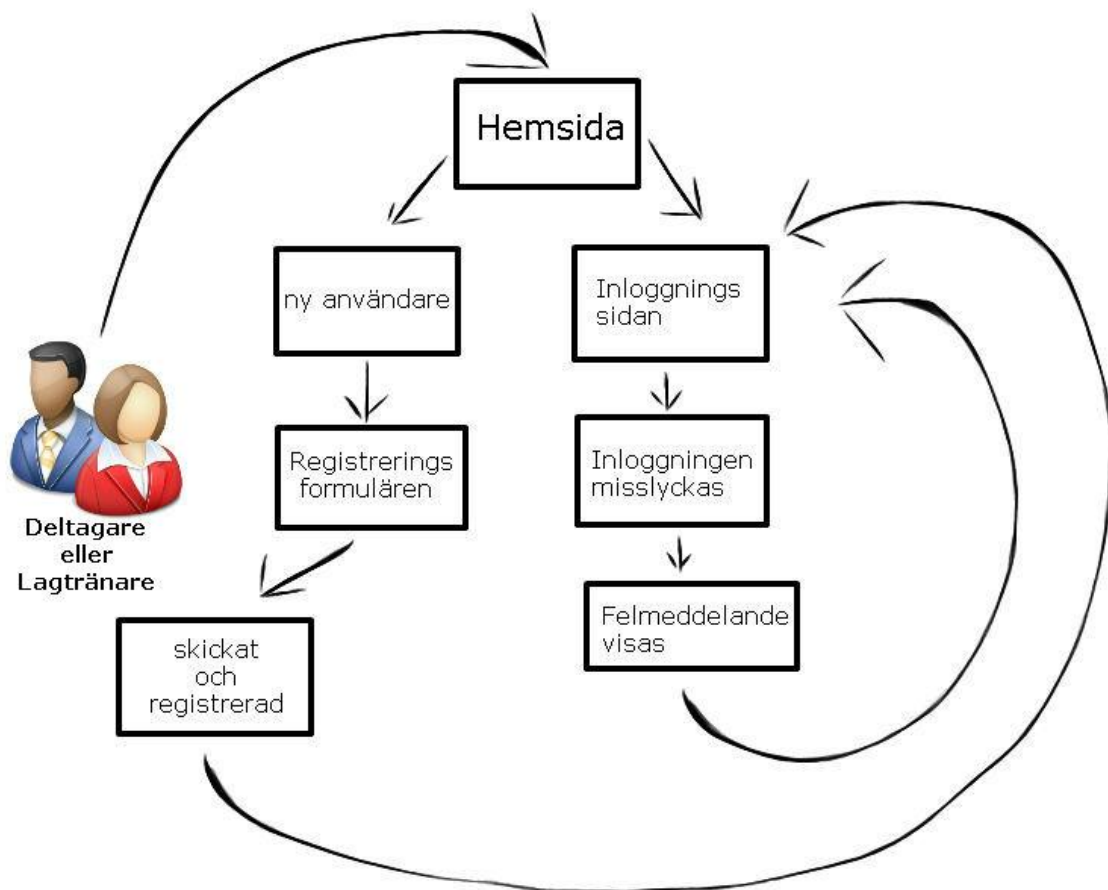 Hemsida
ny användare
Inloggnings
sidan
Registrerings
formulären
Inloggningen
misslyckas
Deltagare
eller
Lagtränare
skickat
och
registrerad
Felmeddelande
visas